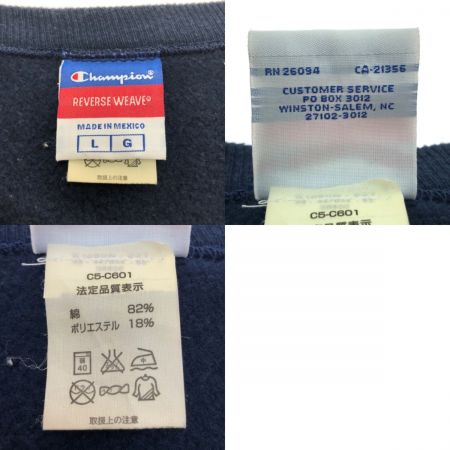 Champion
REVERSE WEAVE®
MADE IN MEXICO
L G
取扱上の注意
RN 26094 CA-21356
CUSTOMER SERVICE
PO BOX 3012
WINSTON-SALEM, NC
27102-3012
C5-C601
C5-C601
法定品質表示
綿 82%
ポリエステル 18%
弱
40
取扱上の注意